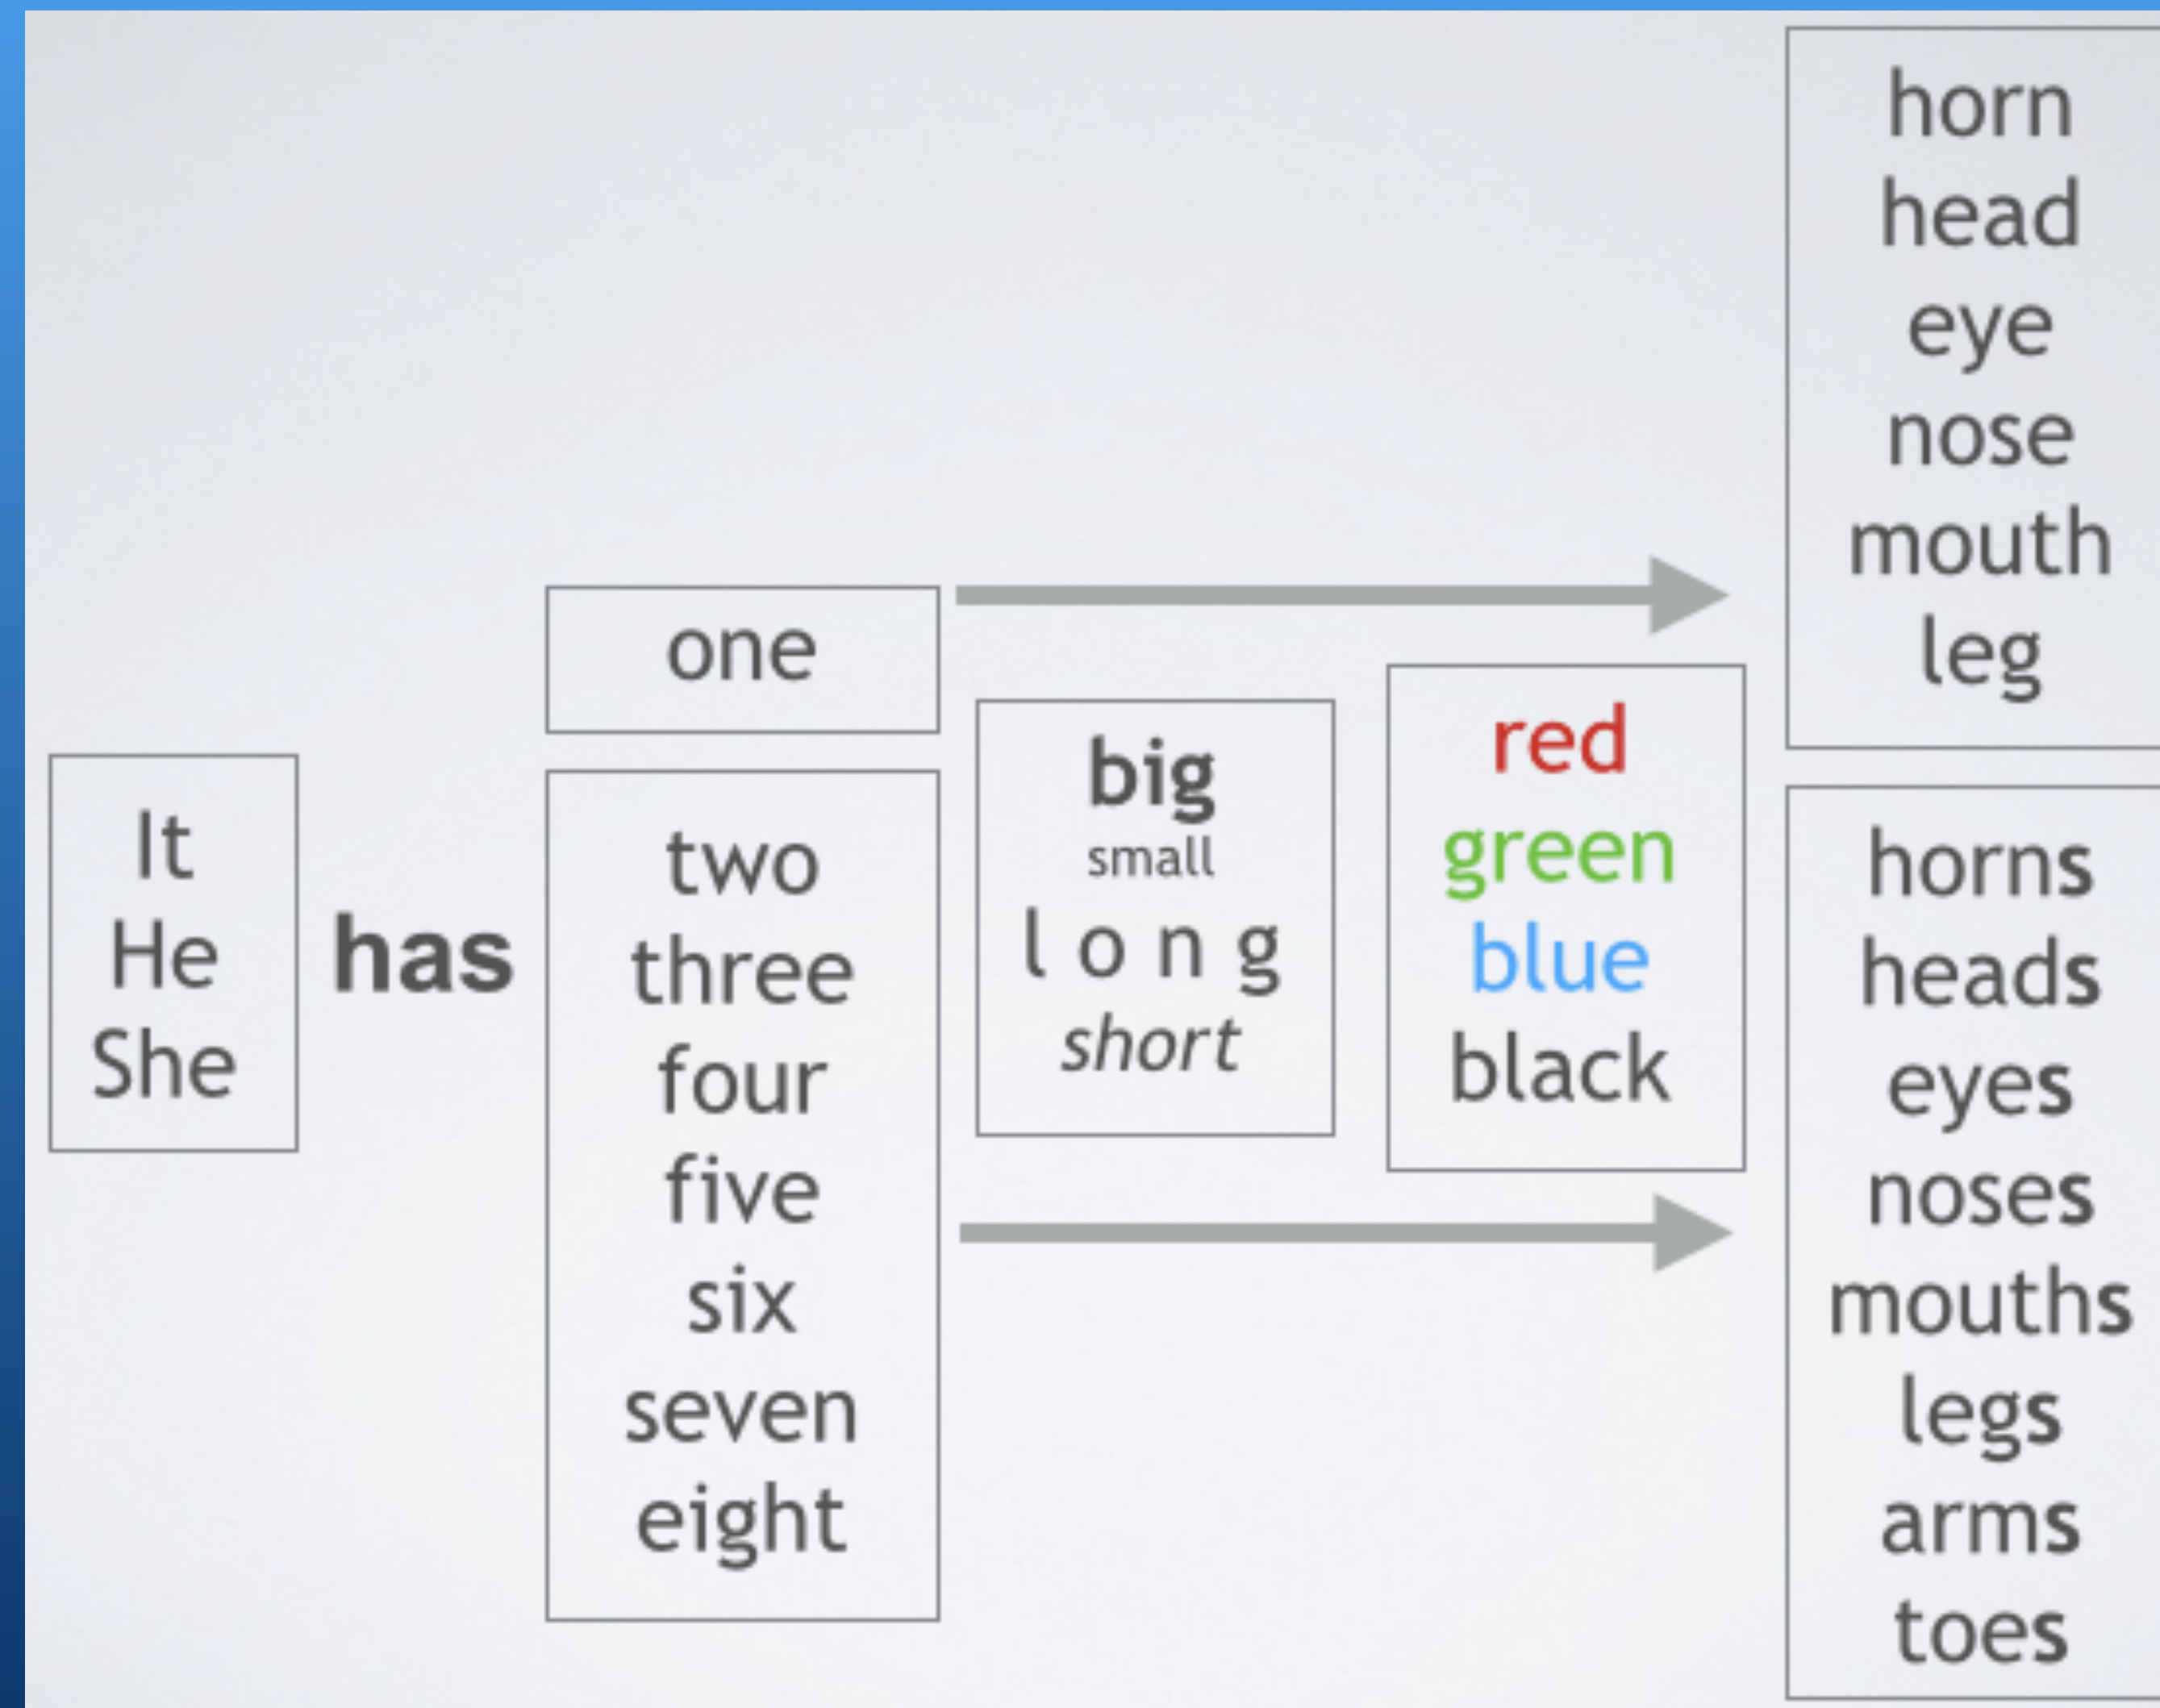 It
He
She
has
one
two
three
four
five
six
seven
eight
big
small
long
short
red
green
blue
black
horn
head
eye
nose
mouth
leg
horns
heads
eyes
noses
mouths
legs
arms
toes